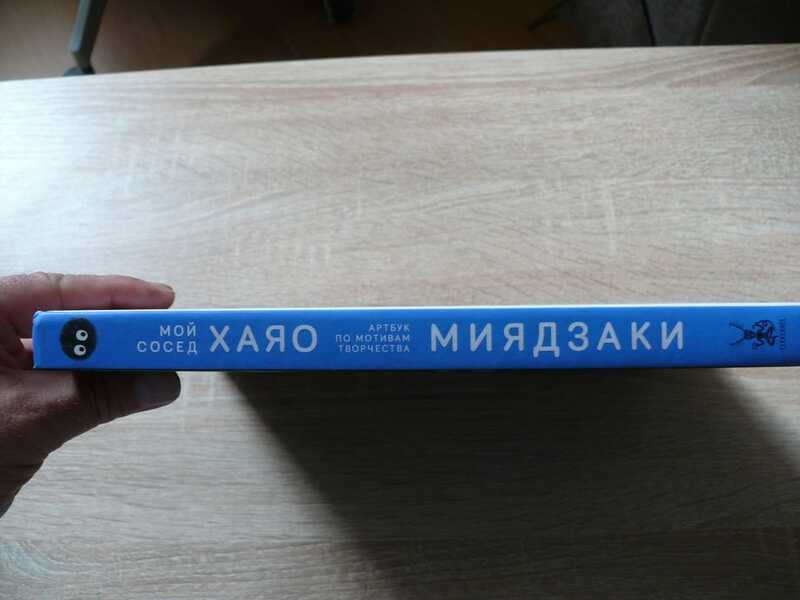 МОЙ
СОСЕД
ХАЯО
АРТБУК
ПО МОТИВАМ
ТВОРЧЕСТВА
МИЯДЗАКИ